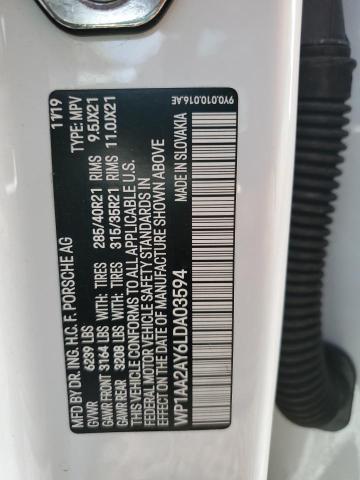 MFD BY DR. ING. H.C. F. PORSCHE AG 11/19
GVWR 6239 LBS TYPE: MPV
GAWR FRONT 3164 LBS WITH: TIRES 285/40R21 RIMS 9.5JX21
GAWR REAR 3208 LBS WITH: TIRES 315/35R21 RIMS 11.0JX21
THIS VEHICLE CONFORMS TO ALL APPLICABLE U.S.
FEDERAL MOTOR VEHICLE SAFETY STANDARDS IN
EFFECT ON THE DATE OF MANUFACTURE SHOWN ABOVE
WP1AA2AY6LDA03594 MADE IN SLOVAKIA
9Y0.010.016.AE